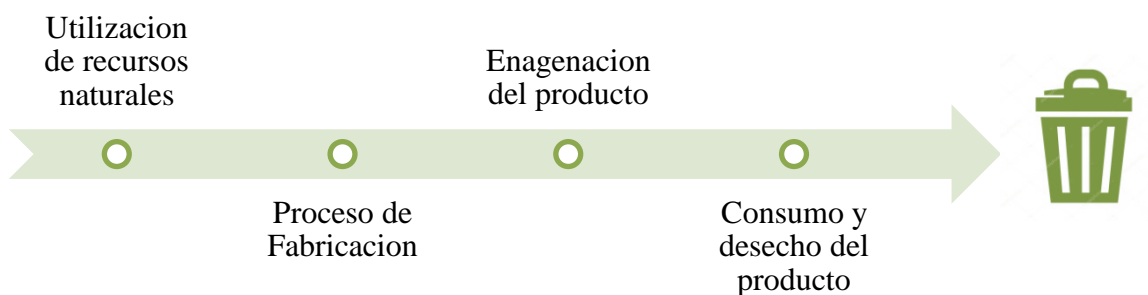 Utilizacion
de recursos
naturales
Proceso de
Fabricacion
Enagenacion
del producto
Consumo y
desecho del
producto